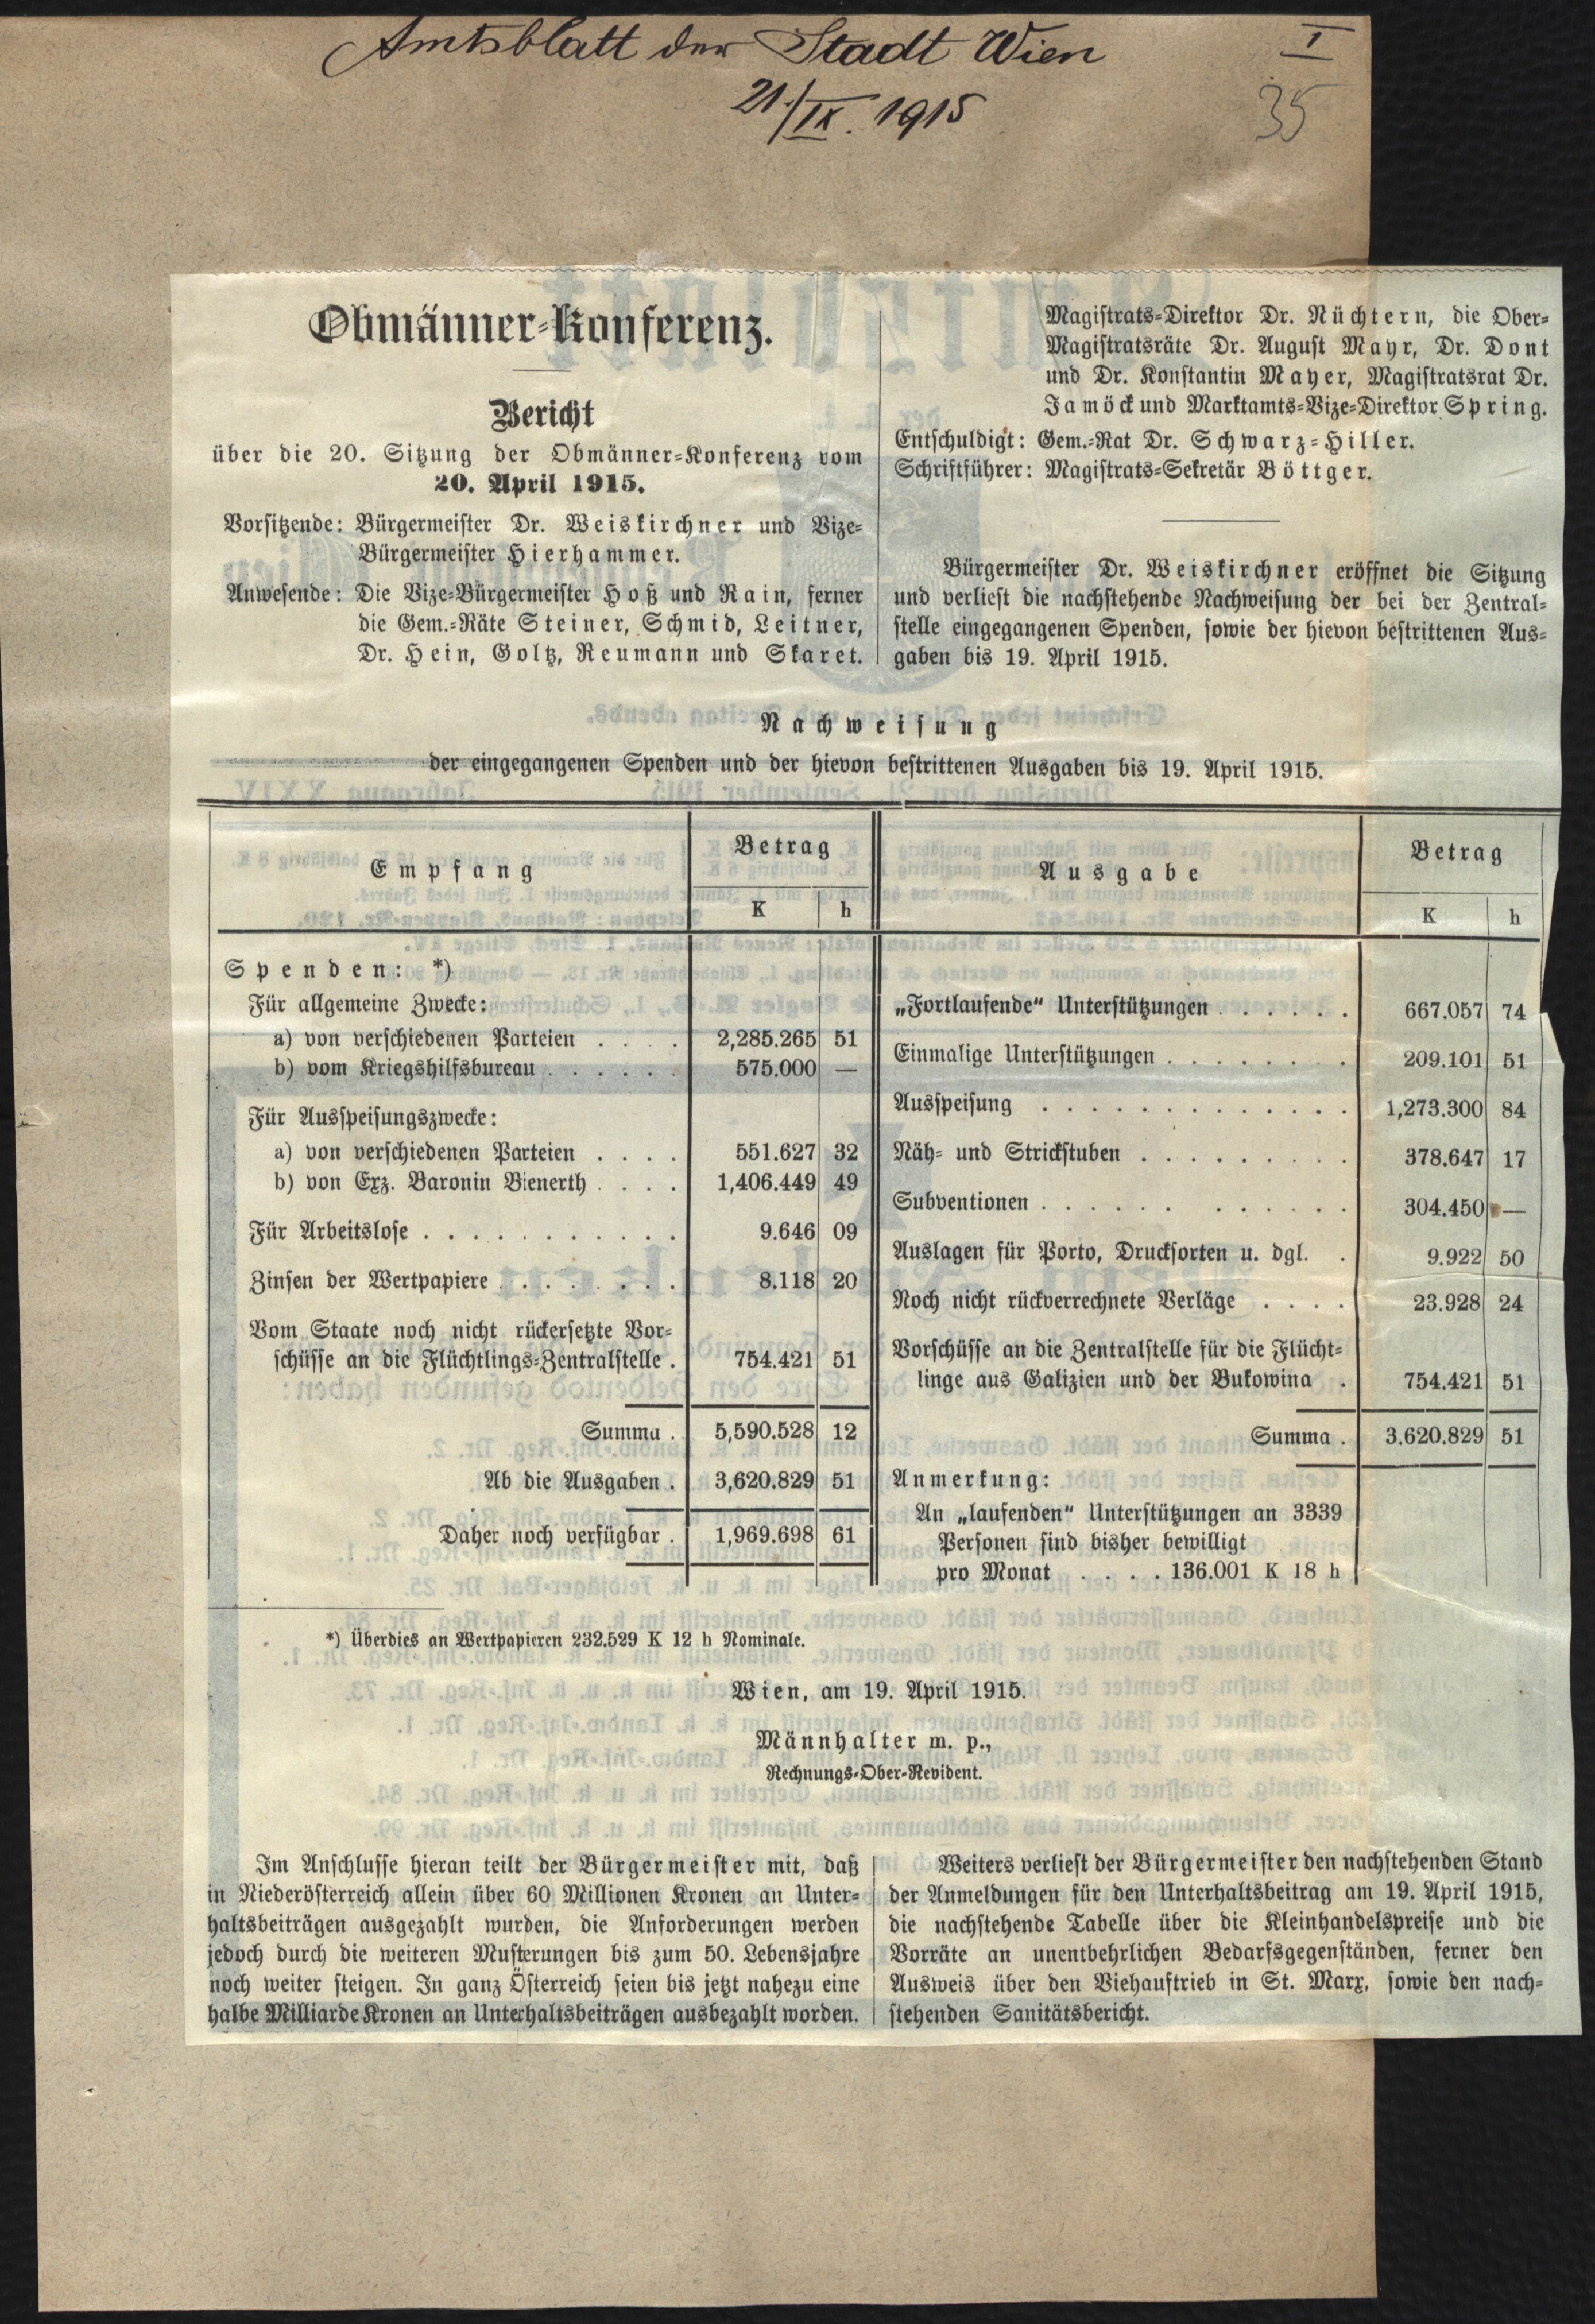 Amtsblatt der Stadt Wien
I
21./IX. 1915
35
Obmänner-Konferenz.
Bericht
über die 20. Sitzung der Obmänner-Konferenz vom
20. April 1915.
Vorsitzende: Bürgermeister Dr. Weiskirchner und Vize-
Bürgermeister Hierhammer.
Anwesende: Die Vize-Bürgermeister Hoß und Rain, ferner
die Gem.-Räte Steiner, Schmid, Leitner,
Dr. Hein, Goltz, Reumann und Skaret.
Magistrats-Direktor Dr. Nüchtern, die Ober-
Magistratsräte Dr. August Mayr, Dr. Dont
und Dr. Konstantin Mayer, Magistratsrat Dr.
Jamöck und Marktamts-Vize-Direktor Spring.
Entschuldigt: Gem.-Rat Dr. Schwarz-Hiller.
Schriftführer: Magistrats-Sekretär Böttger.
Bürgermeister Dr. Weiskirchner eröffnet die Sitzung
und verliest die nachstehende Nachweisung der bei der Zentral-
stelle eingegangenen Spenden, sowie der hievon bestrittenen Aus-
gaben bis 19. April 1915.
Nachweisung
der eingegangenen Spenden und der hievon bestrittenen Ausgaben bis 19. April 1915.
Empfang
Betrag
K h
Spenden: *)
Für allgemeine Zwecke:
a) von verschiedenen Parteien . . . . 2,285.265 51
b) vom Kriegshilfsbureau . . . . . . 575.000 —
Für Ausspeisungszwecke:
a) von verschiedenen Parteien . . . . 551.627 32
b) von Exz. Baronin Bienerth . . . . 1,406.449 49
Für Arbeitslose . . . . . . . . . . . 9.646 09
Zinsen der Wertpapiere . . . . . . . . 8.118 20
Vom Staate noch nicht rückersetzte Vor-
schüsse an die Flüchtlings-Zentralstelle . 754.421 51
Summa . 5,590.528 12
Ab die Ausgaben . 3,620.829 51
Daher noch verfügbar . 1,969.698 61
Ausgabe
Betrag
K h
„Fortlaufende“ Unterstützungen . . . . . . 667.057 74
Einmalige Unterstützungen . . . . . . . . 209.101 51
Ausspeisung . . . . . . . . . . . . . 1,273.300 84
Näh- und Strickstuben . . . . . . . . . 378.647 17
Subventionen . . . . . . . . . . . . 304.450 —
Auslagen für Porto, Drucksorten u. dgl. . 9.922 50
Noch nicht rückverrechnete Verläge . . . . 23.928 24
Vorschüsse an die Zentralstelle für die Flücht-
linge aus Galizien und der Bukowina . 754.421 51
Summa . 3.620.829 51
Anmerkung:
An „laufenden“ Unterstützungen an 3339
Personen sind bisher bewilligt
pro Monat . . . . 136.001 K 18 h
*) Überdies an Wertpapieren 232.529 K 12 h Nominale.
Wien, am 19. April 1915.
Männhalter m. p.,
Rechnungs-Ober-Revident.
Im Anschlusse hieran teilt der Bürgermeister mit, daß
in Niederösterreich allein über 60 Millionen Kronen an Unter-
haltsbeiträgen ausgezahlt wurden, die Anforderungen werden
jedoch durch die weiteren Musterungen bis zum 50. Lebensjahre
noch weiter steigen. In ganz Österreich seien bis jetzt nahezu eine
halbe Milliarde Kronen an Unterhaltsbeiträgen ausbezahlt worden.
Weiters verliest der Bürgermeister den nachstehenden Stand
der Anmeldungen für den Unterhaltsbeitrag am 19. April 1915,
die nachstehende Tabelle über die Kleinhandelspreise und die
Vorräte an unentbehrlichen Bedarfsgegenständen, ferner den
Ausweis über den Viehauftrieb in St. Marx, sowie den nach-
stehenden Sanitätsbericht.